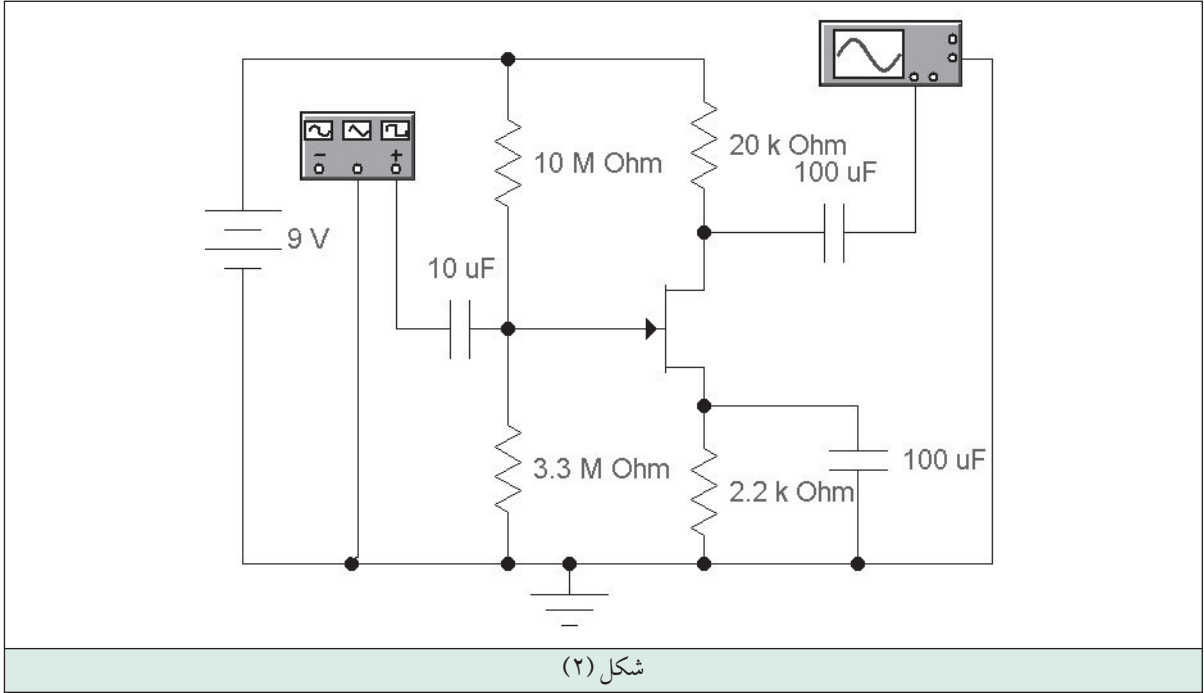 20 k Ohm
100 uF
10 M Ohm
9 V
10 uF
3.3 M Ohm
2.2 k Ohm
100 uF
− +
شكل (٢)